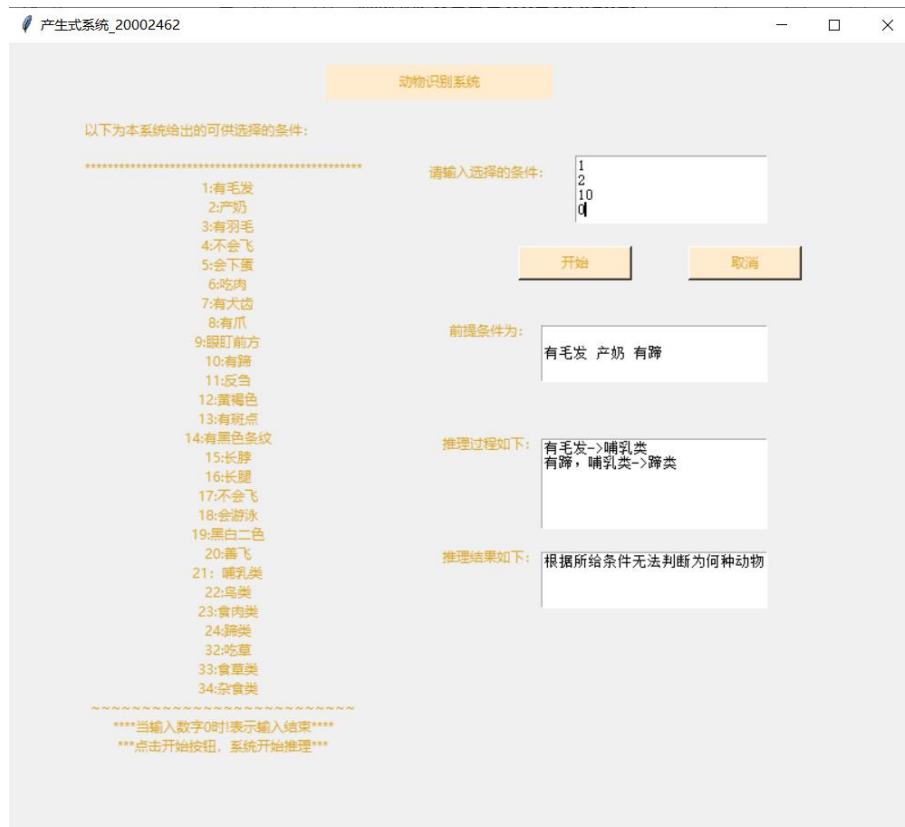 产生式系统_20002462
动物识别系统
以下为本系统给出的可供选择的条件:
*************************************************
1:有毛发
2:产奶
3:有羽毛
4:不会飞
5:会下蛋
6:吃肉
7:有犬齿
8:有爪
9:眼盯前方
10:有蹄
11:反刍
12:黄褐色
13:有斑点
14:有黑色条纹
15:长脖
16:长腿
17:不会飞
18:会游泳
19:黑白二色
20:善飞
21：哺乳类
22:鸟类
23:食肉类
24:蹄类
32:吃草
33:食草类
34:杂食类
~~~~~~~~~~~~~~~~~~~~~~~~~~
****当输入数字0时!表示输入结束****
***点击开始按钮，系统开始推理***
请输入选择的条件:
1
2
10
0
开始
取消
前提条件为:
有毛发 产奶 有蹄
推理过程如下:
有毛发->哺乳类
有蹄，哺乳类->蹄类
推理结果如下:
根据所给条件无法判断为何种动物